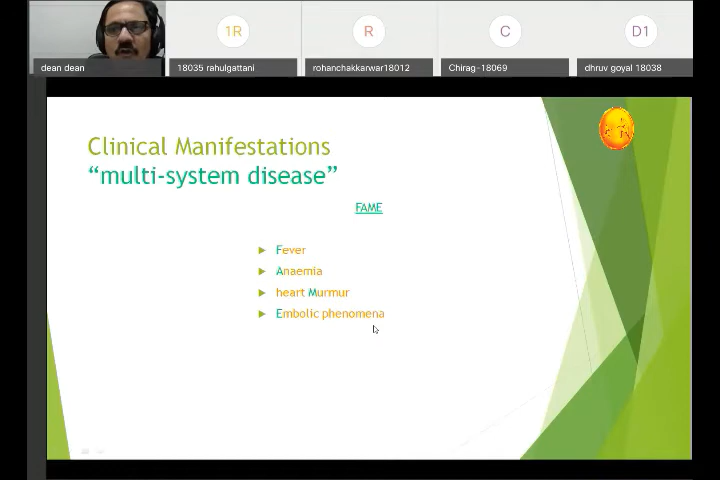 1R
R
C
D1
dean dean
18035 rahulgattani
rohanchakkarwar18012
Chirag-18069
dhruv goyal 18038
Clinical Manifestations
“multi-system disease”
FAME
Fever
Anaemia
heart Murmur
Embolic phenomena